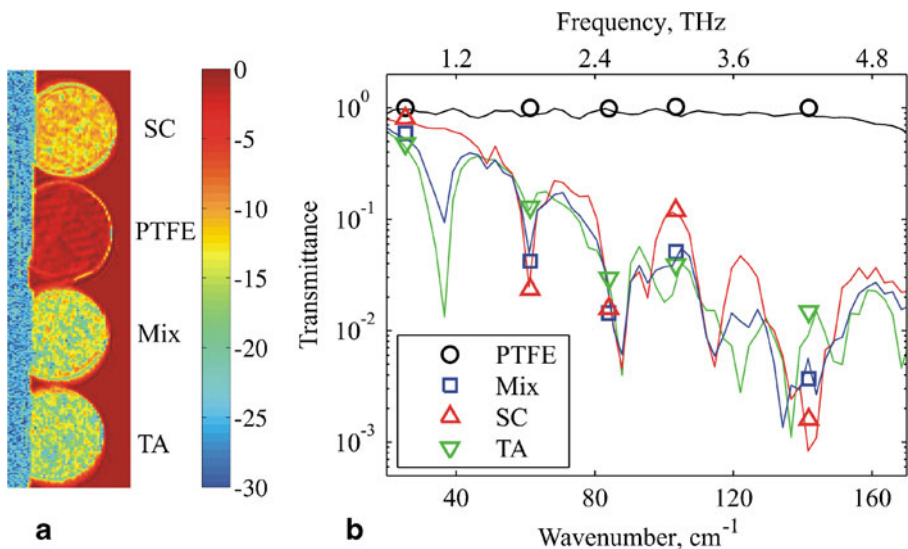 SC
PTFE
Mix
TA
0
-5
-10
-15
-20
-25
-30
a
Frequency, THz
1.2 2.4 3.6 4.8
Transmittance
10⁰
10⁻¹
10⁻²
10⁻³
PTFE
Mix
SC
TA
40 80 120 160
b
Wavenumber, cm⁻¹